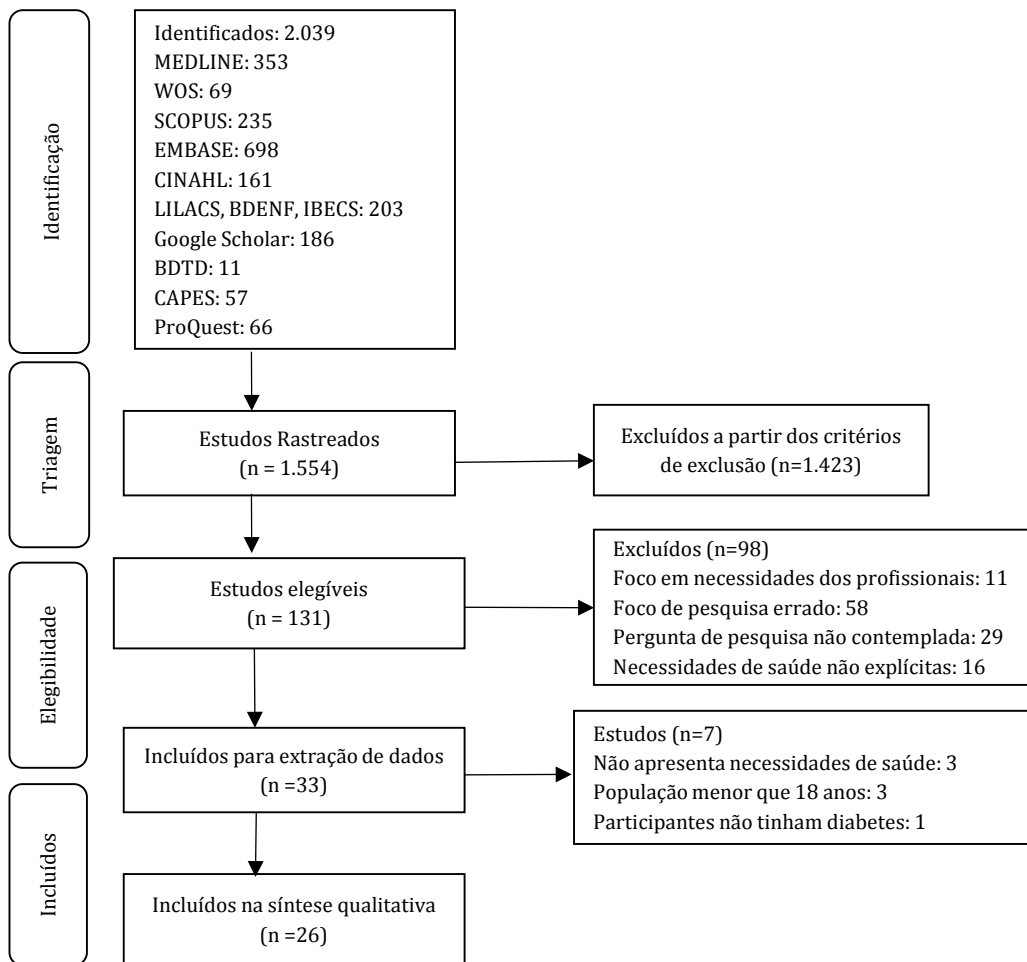 Identificação
Identificados: 2.039
MEDLINE: 353
WOS: 69
SCOPUS: 235
EMBASE: 698
CINAHL: 161
LILACS, BDENF, IBECS: 203
Google Scholar: 186
BDTD: 11
CAPES: 57
ProQuest: 66
Triagem
Estudos Rastreados
(n = 1.554)
Excluídos a partir dos critérios
de exclusão (n=1.423)
Elegibilidade
Estudos elegíveis
(n = 131)
Excluídos (n=98)
Foco em necessidades dos profissionais: 11
Foco de pesquisa errado: 58
Pergunta de pesquisa não contemplada: 29
Necessidades de saúde não explícitas: 16
Incluídos para extração de dados
(n =33)
Estudos (n=7)
Não apresenta necessidades de saúde: 3
População menor que 18 anos: 3
Participantes não tinham diabetes: 1
Incluídos
Incluídos na síntese qualitativa
(n =26)